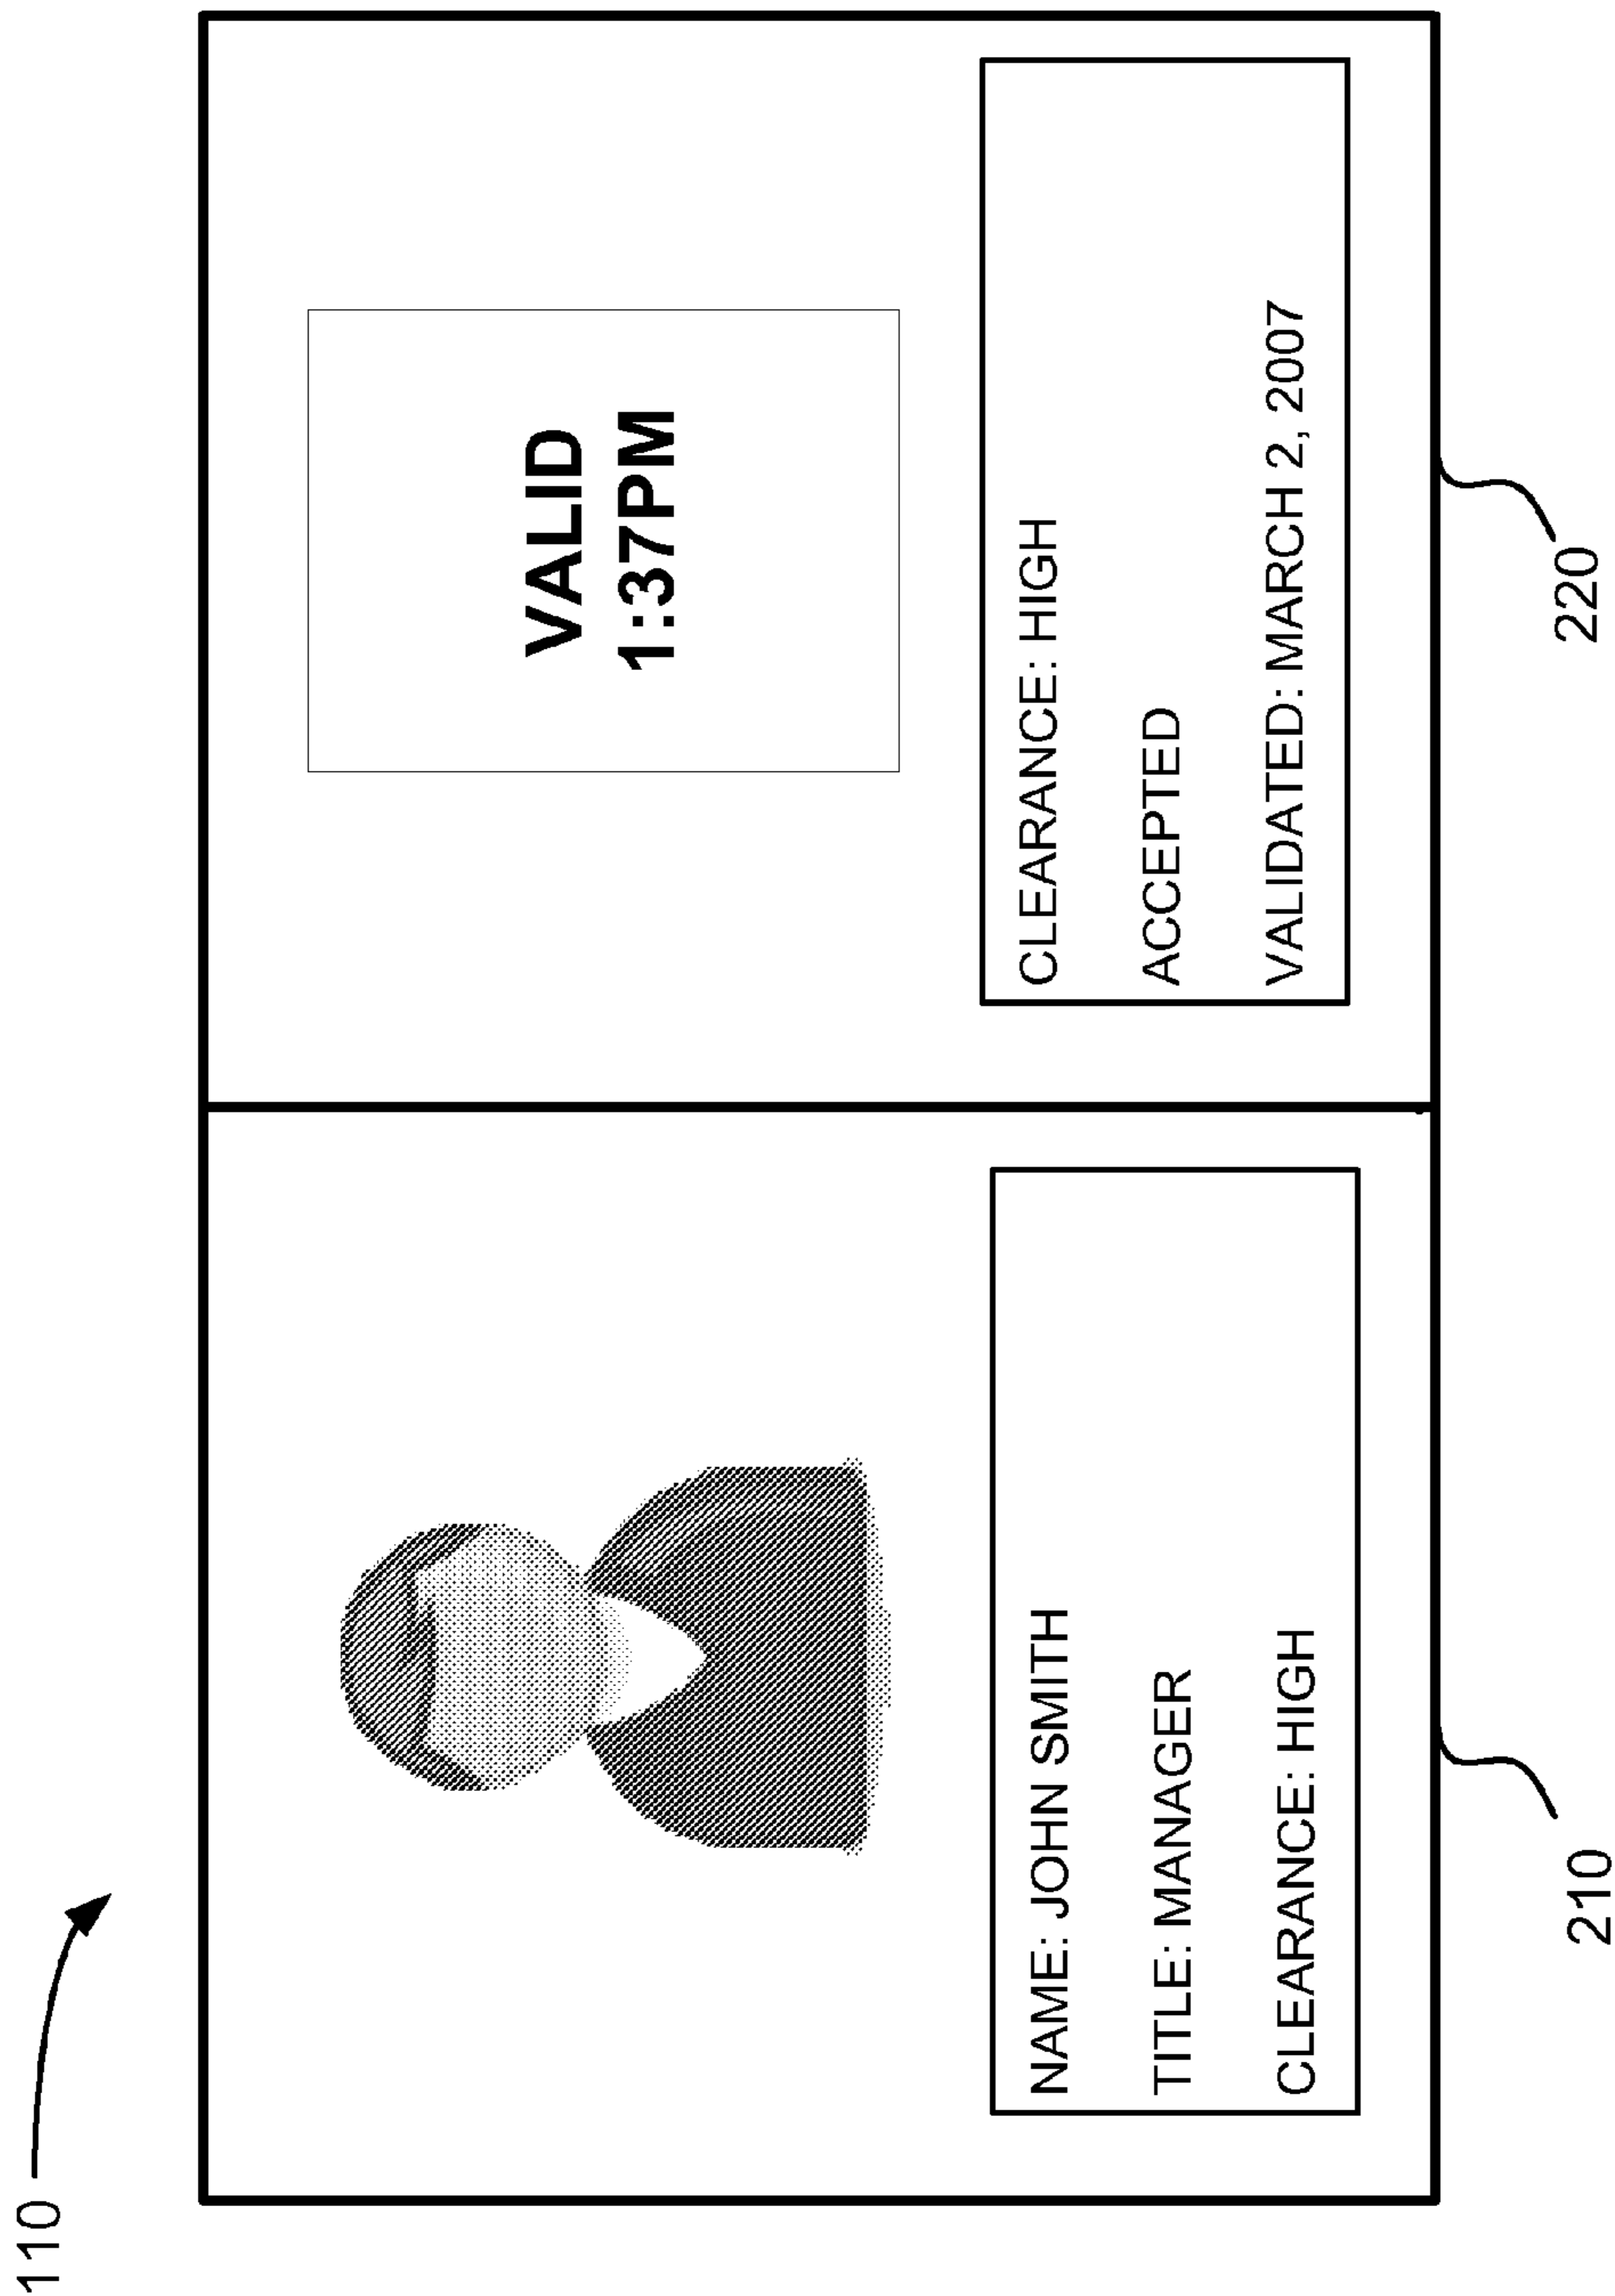 110
NAME: JOHN SMITH
TITLE: MANAGER
CLEARANCE: HIGH
210
VALID
1:37PM
CLEARANCE: HIGH
ACCEPTED
VALIDATED: MARCH 2, 2007
220